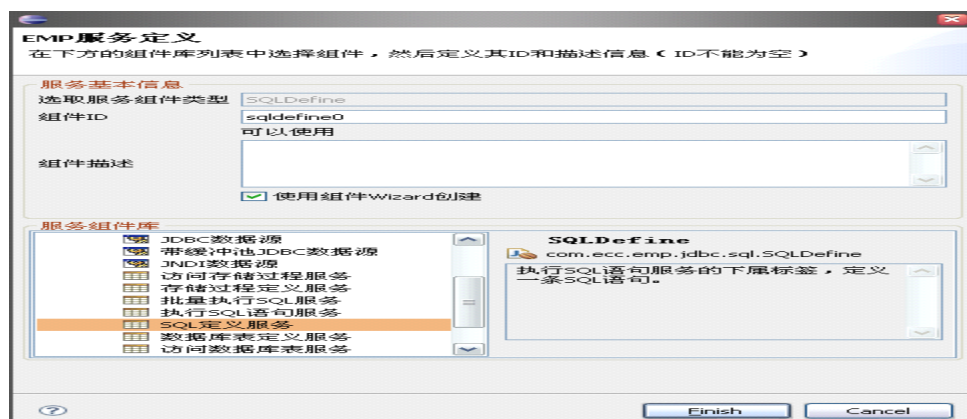 EMP服务定义
在下方的组件库列表中选择组件，然后定义其ID和描述信息（ID不能为空）
服务基本信息
选取服务组件类型 SQLDefine
组件ID sqldefine0
可以使用
组件描述
使用组件Wizard创建
服务组件库
JDBC数据源
带缓冲池JDBC数据源
JNDI数据源
访问存储过程服务
存储过程定义服务
批量执行SQL服务
执行SQL语句服务
SQL定义服务
数据库表定义服务
访问数据库表服务
SQLDefine
com.ecc.emp.jdbc.sql.SQLDefine
执行SQL语句服务的下属标签，定义
一条SQL语句。
Finish Cancel